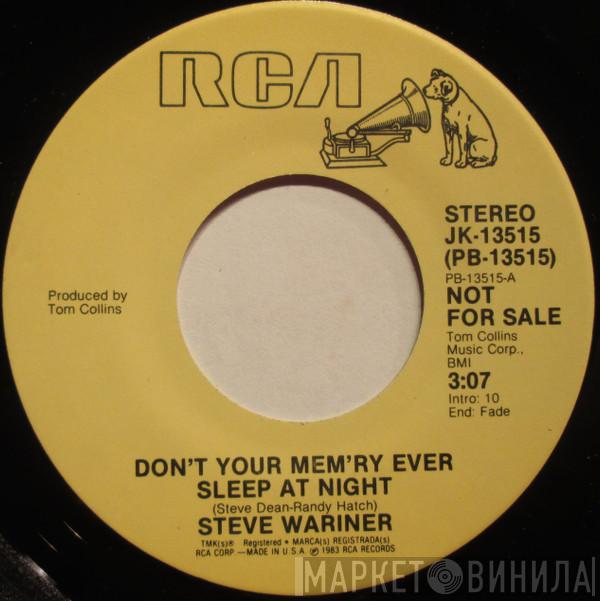 RCA
STEREO
JK-13515
(PB-13515)
PB-13515-A
NOT
FOR SALE
Tom Collins
Music Corp.,
BMI
3:07
Intro: 10
End: Fade
Produced by
Tom Collins
DON'T YOUR MEM'RY EVER
SLEEP AT NIGHT
(Steve Dean-Randy Hatch)
STEVE WARINER
TMK(s)® Registered • MARCA(s) REGISTRADA(s)
RCA CORP — MADE IN U.S.A. ℗ 1983 RCA RECORDS
МАРКЕТ ВИНИЛА